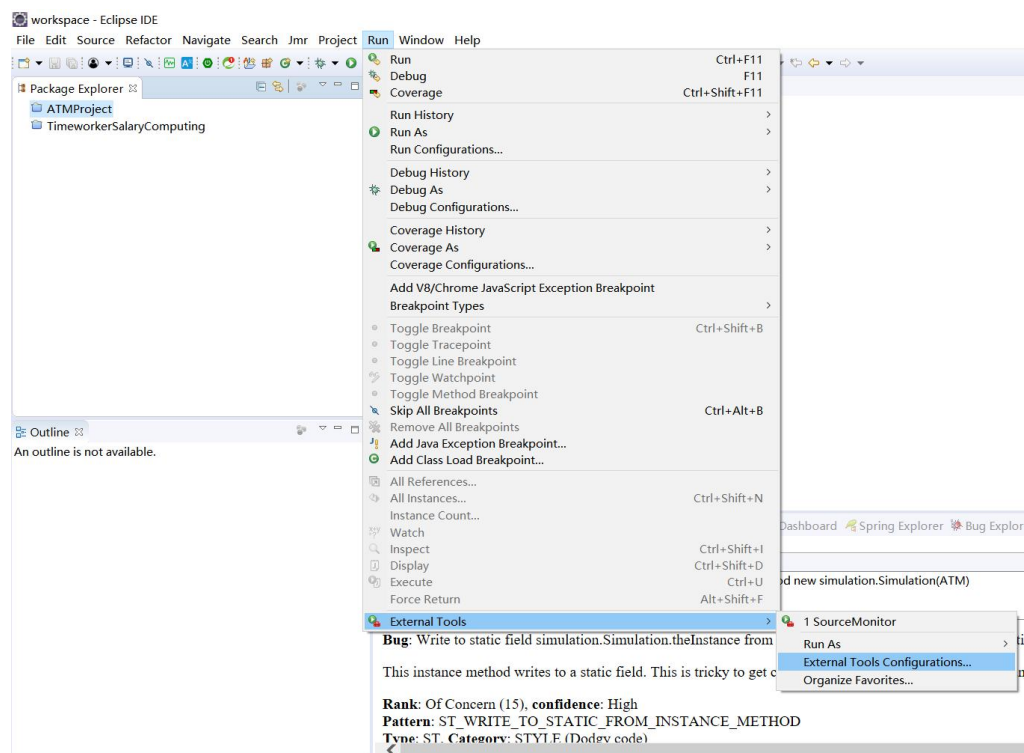 workspace - Eclipse IDE
File Edit Source Refactor Navigate Search Jmr Project Run Window Help
Package Explorer
ATMProject
TimeworkerSalaryComputing
Run Ctrl+F11
Debug F11
Coverage Ctrl+Shift+F11
Run History
Run As
Run Configurations...
Debug History
Debug As
Debug Configurations...
Coverage History
Coverage As
Coverage Configurations...
Add V8/Chrome JavaScript Exception Breakpoint
Breakpoint Types
Toggle Breakpoint Ctrl+Shift+B
Toggle Tracepoint
Toggle Line Breakpoint
Toggle Watchpoint
Toggle Method Breakpoint
Skip All Breakpoints Ctrl+Alt+B
Remove All Breakpoints
Add Java Exception Breakpoint...
Add Class Load Breakpoint...
All References...
All Instances... Ctrl+Shift+N
Instance Count...
Watch
Inspect Ctrl+Shift+I
Display Ctrl+Shift+D
Execute Ctrl+U
Force Return Alt+Shift+F
External Tools
Outline
An outline is not available.
Dashboard Spring Explorer Bug Explor
d new simulation.Simulation(ATM)
1 SourceMonitor
Run As
External Tools Configurations...
Organize Favorites...
Bug: Write to static field simulation.Simulation.theInstance from
This instance method writes to a static field. This is tricky to get c
Rank: Of Concern (15), confidence: High
Pattern: ST_WRITE_TO_STATIC_FROM_INSTANCE_METHOD
Type: ST, Category: STYLE (Dodgy code)